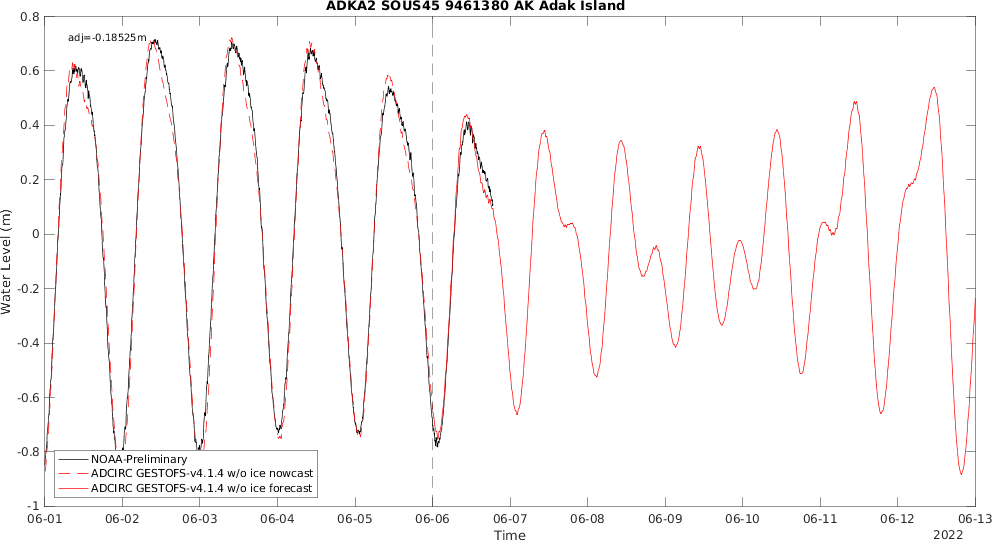 ADKA2 SOUS45 9461380 AK Adak Island
adj=-0.18525m
0.8
0.6
0.4
0.2
0
-0.2
-0.4
-0.6
-0.8
-1
Water Level (m)
NOAA-Preliminary
ADCIRC GESTOFS-v4.1.4 w/o ice nowcast
ADCIRC GESTOFS-v4.1.4 w/o ice forecast
06-01 06-02 06-03 06-04 06-05 06-06 06-07 06-08 06-09 06-10 06-11 06-12 06-13
Time
2022